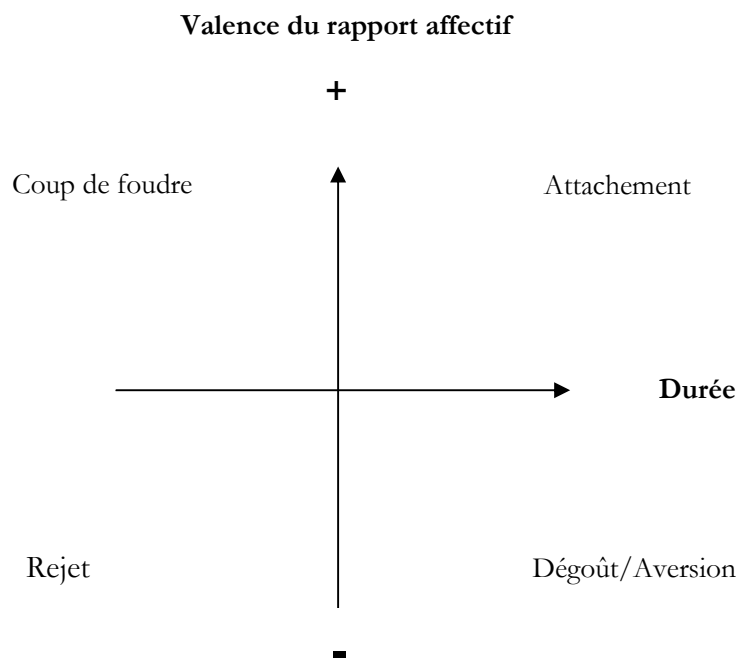 Valence du rapport affectif
+
Coup de foudre
Attachement
Durée
Rejet
Dégoût/Aversion
-